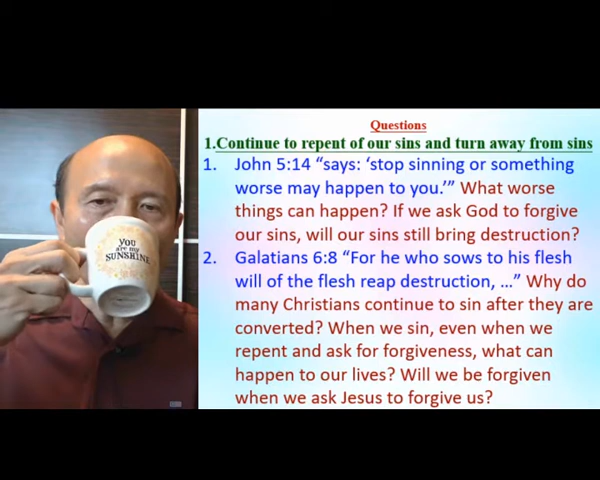 you
are my
SUNSHINE
Questions
1.Continue to repent of our sins and turn away from sins
1. John 5:14 “says: ‘stop sinning or something
worse may happen to you.’” What worse
things can happen? If we ask God to forgive
our sins, will our sins still bring destruction?
2. Galatians 6:8 “For he who sows to his flesh
will of the flesh reap destruction, …” Why do
many Christians continue to sin after they are
converted? When we sin, even when we
repent and ask for forgiveness, what can
happen to our lives? Will we be forgiven
when we ask Jesus to forgive us?